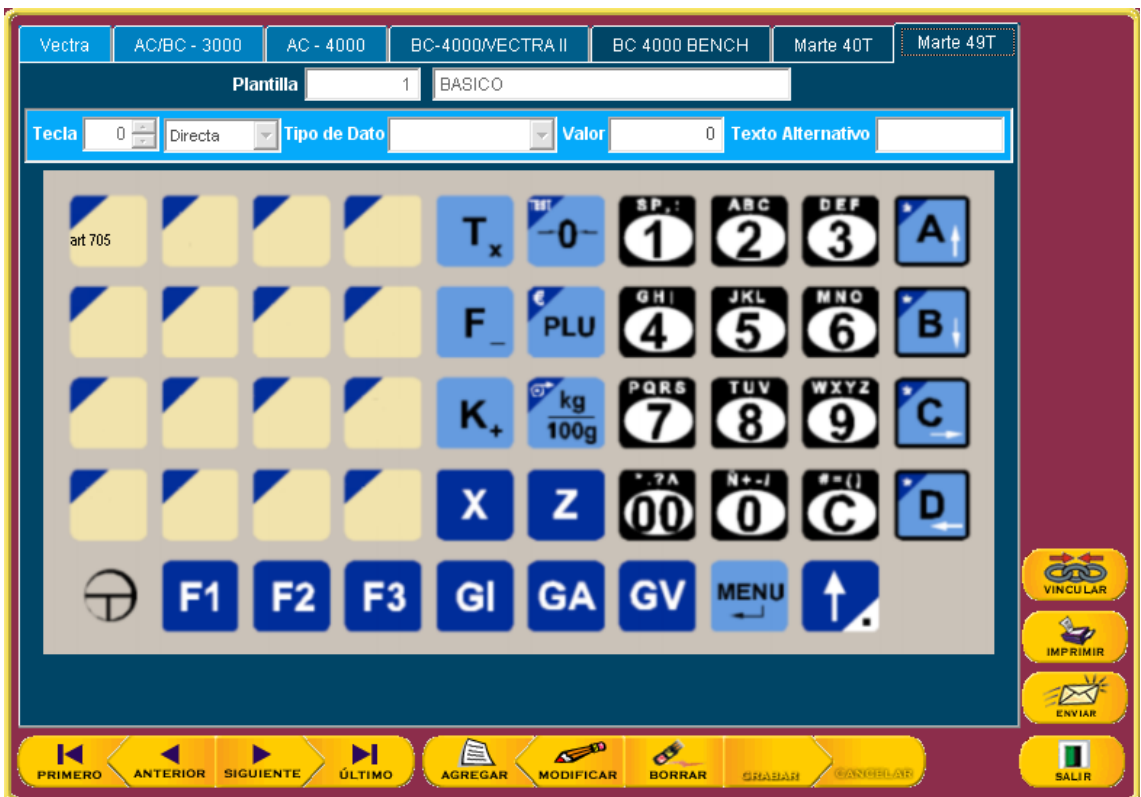 Vectra AC/BC - 3000 AC - 4000 BC-4000/VECTRA II BC 4000 BENCH Marte 40T Marte 49T
Plantilla 1 BASICO
Tecla 0 Directa Tipo de Dato Valor 0 Texto Alternativo
TEST SP,: ABC DEF
art 705 Tx -0- 1 2 3 A
€ GHI JKL MNO
F_ PLU 4 5 6 B
PQRS TUV WXYZ
K+ kg/100g 7 8 9 C
*.?Λ Ñ+-/ #=()
X Z 00 0 C D
F1 F2 F3 GI GA GV MENU
VINCULAR
IMPRIMIR
ENVIAR
PRIMERO ANTERIOR SIGUIENTE ÚLTIMO AGREGAR MODIFICAR BORRAR GRABAR CANCELAR SALIR